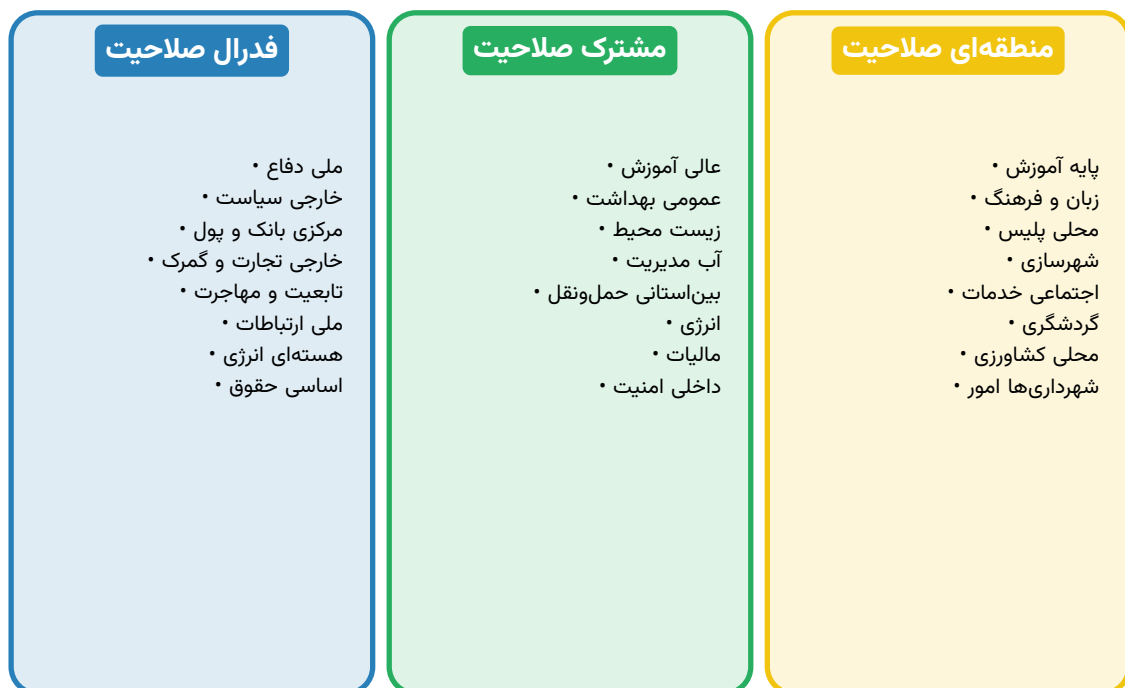 منطقه‌ای صلاحیت
پایه آموزش •
زبان و فرهنگ •
محلی پلیس •
شهرسازی •
اجتماعی خدمات •
گردشگری •
محلی کشاورزی •
شهرداری‌ها امور •
مشترک صلاحیت
عالی آموزش •
عمومی بهداشت •
زیست محیط •
آب مدیریت •
بین‌استانی حمل‌ونقل •
انرژی •
مالیات •
داخلی امنیت •
فدرال صلاحیت
ملی دفاع •
خارجی سیاست •
مرکزی بانک و پول •
خارجی تجارت و گمرک •
تابعیت و مهاجرت •
ملی ارتباطات •
هسته‌ای انرژی •
اساسی حقوق •